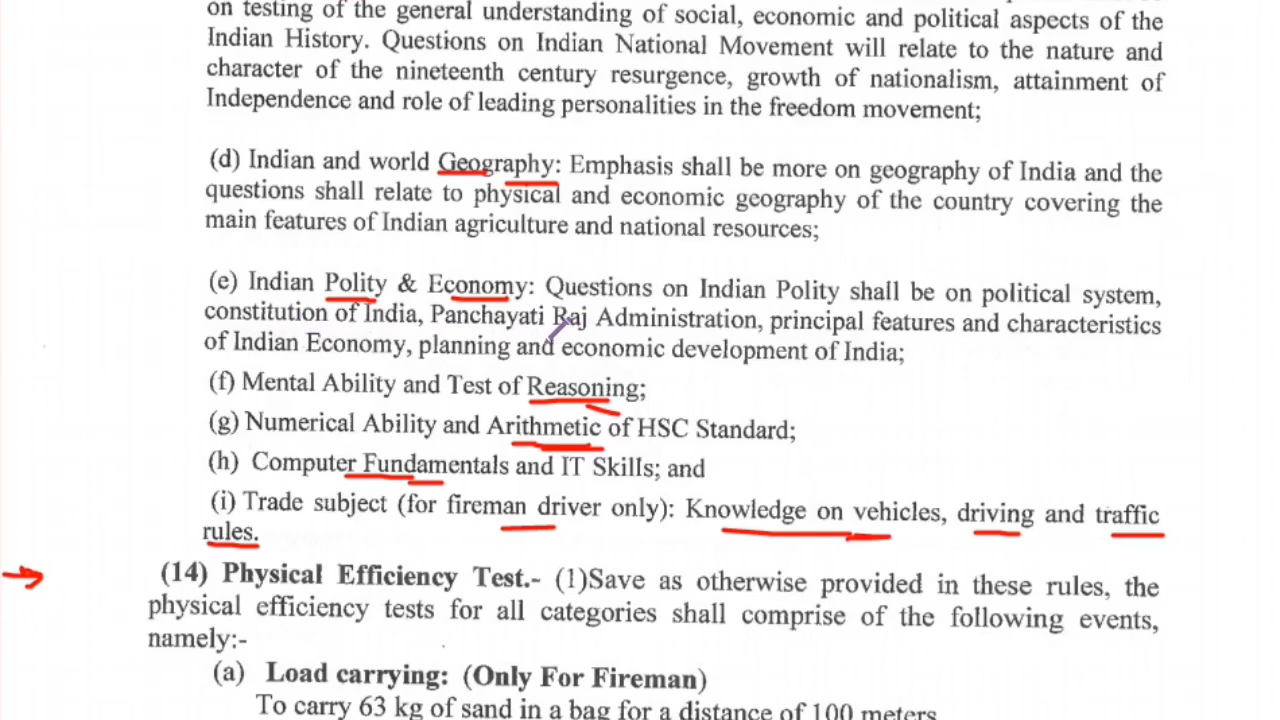 on testing of the general understanding of social, economic and political aspects of the
Indian History. Questions on Indian National Movement will relate to the nature and
character of the nineteenth century resurgence, growth of nationalism, attainment of
Independence and role of leading personalities in the freedom movement;
(d) Indian and world Geography: Emphasis shall be more on geography of India and the
questions shall relate to physical and economic geography of the country covering the
main features of Indian agriculture and national resources;
(e) Indian Polity & Economy: Questions on Indian Polity shall be on political system,
constitution of India, Panchayati Raj Administration, principal features and characteristics
of Indian Economy, planning and economic development of India;
(f) Mental Ability and Test of Reasoning;
(g) Numerical Ability and Arithmetic of HSC Standard;
(h) Computer Fundamentals and IT Skills; and
(i) Trade subject (for fireman driver only): Knowledge on vehicles, driving and traffic
rules.
(14) Physical Efficiency Test.- (1)Save as otherwise provided in these rules, the
physical efficiency tests for all categories shall comprise of the following events,
namely:-
(a) Load carrying: (Only For Fireman)
To carry 63 kg of sand in a bag for a distance of 100 meters